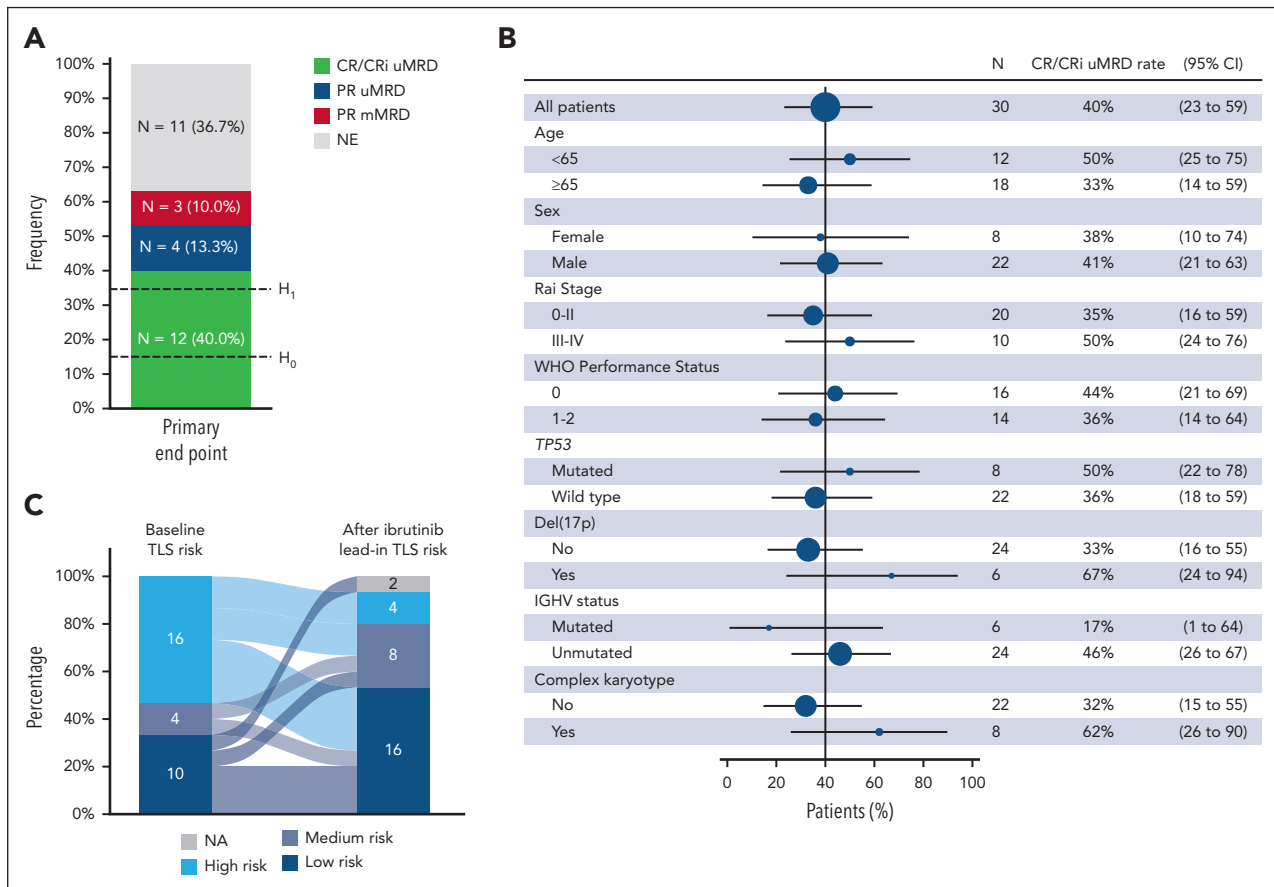 A
100%
90%
80%
70%
60%
50%
40%
30%
20%
10%
0%
Frequency
N = 11 (36.7%)
N = 3 (10.0%)
N = 4 (13.3%)
N = 12 (40.0%)
H1
H0
Primary
end point
CR/CRi uMRD
PR uMRD
PR mMRD
NE
B
N CR/CRi uMRD rate (95% CI)
All patients 30 40% (23 to 59)
Age
<65 12 50% (25 to 75)
≥65 18 33% (14 to 59)
Sex
Female 8 38% (10 to 74)
Male 22 41% (21 to 63)
Rai Stage
0-II 20 35% (16 to 59)
III-IV 10 50% (24 to 76)
WHO Performance Status
0 16 44% (21 to 69)
1-2 14 36% (14 to 64)
TP53
Mutated 8 50% (22 to 78)
Wild type 22 36% (18 to 59)
Del(17p)
No 24 33% (16 to 55)
Yes 6 67% (24 to 94)
IGHV status
Mutated 6 17% (1 to 64)
Unmutated 24 46% (26 to 67)
Complex karyotype
No 22 32% (15 to 55)
Yes 8 62% (26 to 90)
0 20 40 60 80 100
Patients (%)
C
Baseline
TLS risk
After ibrutinib
lead-in TLS risk
100%
80%
60%
40%
20%
0%
Percentage
16
4
10
2
4
8
16
NA
High risk
Medium risk
Low risk